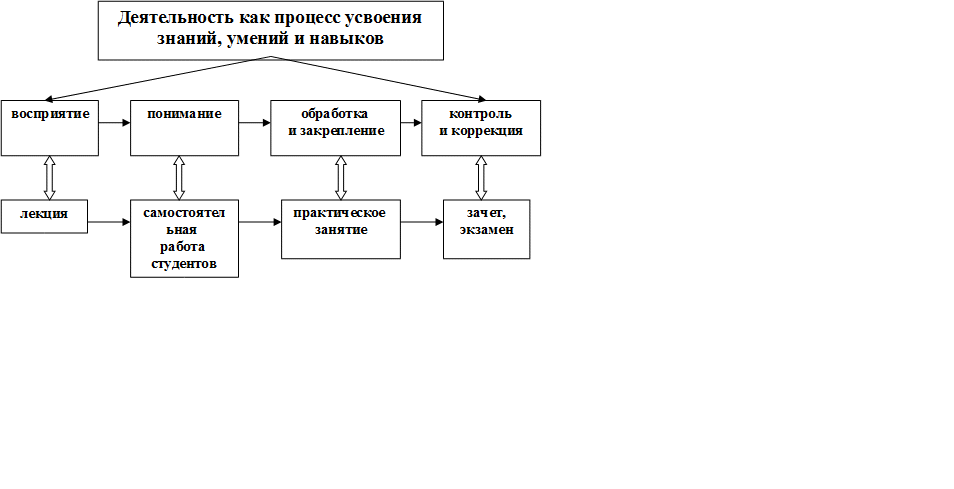 Деятельность как процесс усвоения
знаний, умений и навыков
восприятие
понимание
обработка
и закрепление
контроль
и коррекция
лекция
самостоятел
ьная
работа
студентов
практическое
занятие
зачет,
экзамен